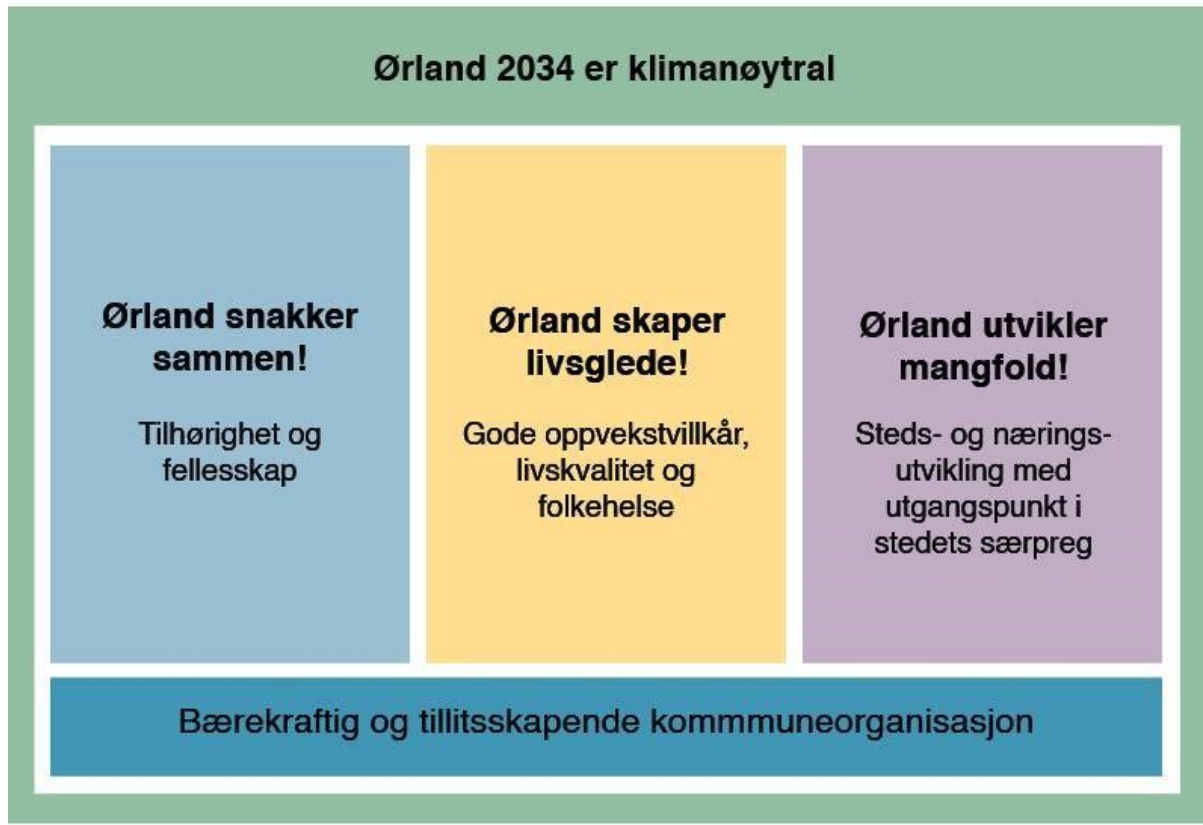 Ørland 2034 er klimanøytral
Ørland snakker
sammen!
Tilhørighet og
fellesskap
Ørland skaper
livsglede!
Gode oppvekstvillkår,
livskvalitet og
folkehelse
Ørland utvikler
mangfold!
Steds- og nærings-
utvikling med
utgangspunkt i
stedets særpreg
Bærekraftig og tillitsskapende kommmuneorganisasjon